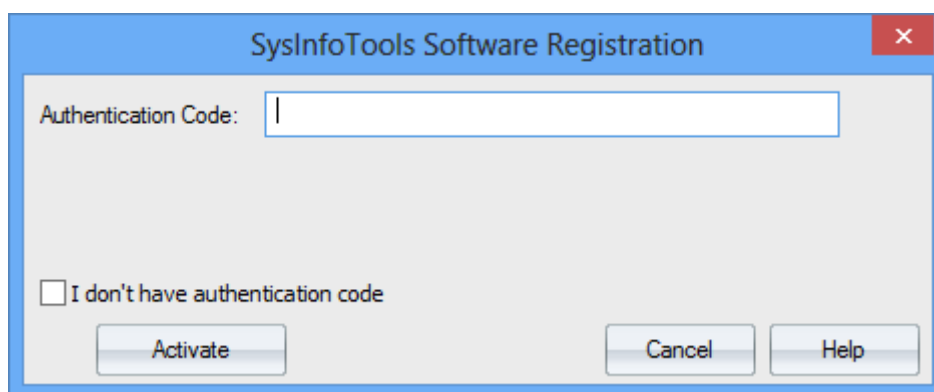 SysInfoTools Software Registration
Authentication Code:
I don't have authentication code
Activate Cancel Help